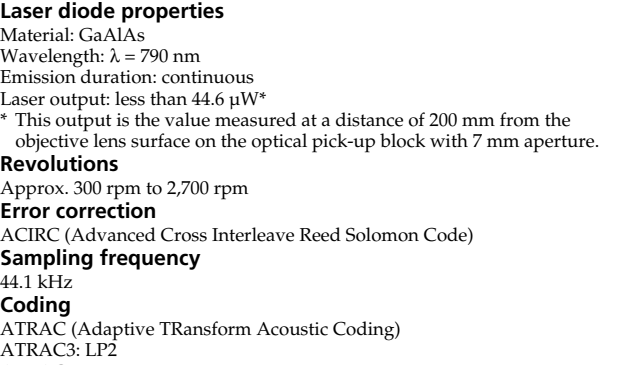 Laser diode properties
Material: GaAlAs
Wavelength: λ = 790 nm
Emission duration: continuous
Laser output: less than 44.6 µW*
* This output is the value measured at a distance of 200 mm from the
objective lens surface on the optical pick-up block with 7 mm aperture.
Revolutions
Approx. 300 rpm to 2,700 rpm
Error correction
ACIRC (Advanced Cross Interleave Reed Solomon Code)
Sampling frequency
44.1 kHz
Coding
ATRAC (Adaptive TRansform Acoustic Coding)
ATRAC3: LP2